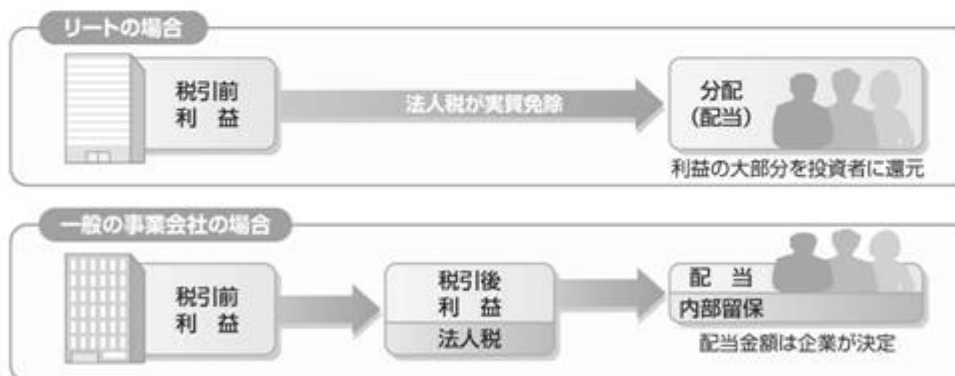 リートの場合
税引前
利 益
法人税が実質免除
分配
(配当)
利益の大部分を投資者に還元
一般の事業会社の場合
税引前
利 益
税引後
利 益
法人税
配 当
内部留保
配当金額は企業が決定